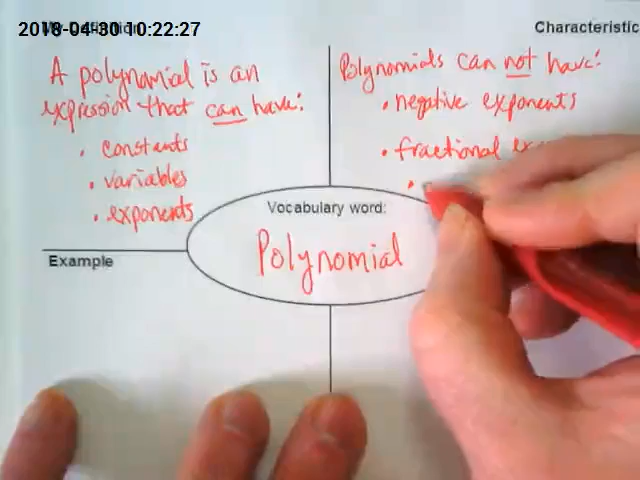 2018-04-30 10:22:27
Characteristic
A polynomial is an
expression that can have:
• constants
• variables
• exponents
Polynomials can not have:
• negative exponents
• fractional
Vocabulary word:
Polynomial
Example